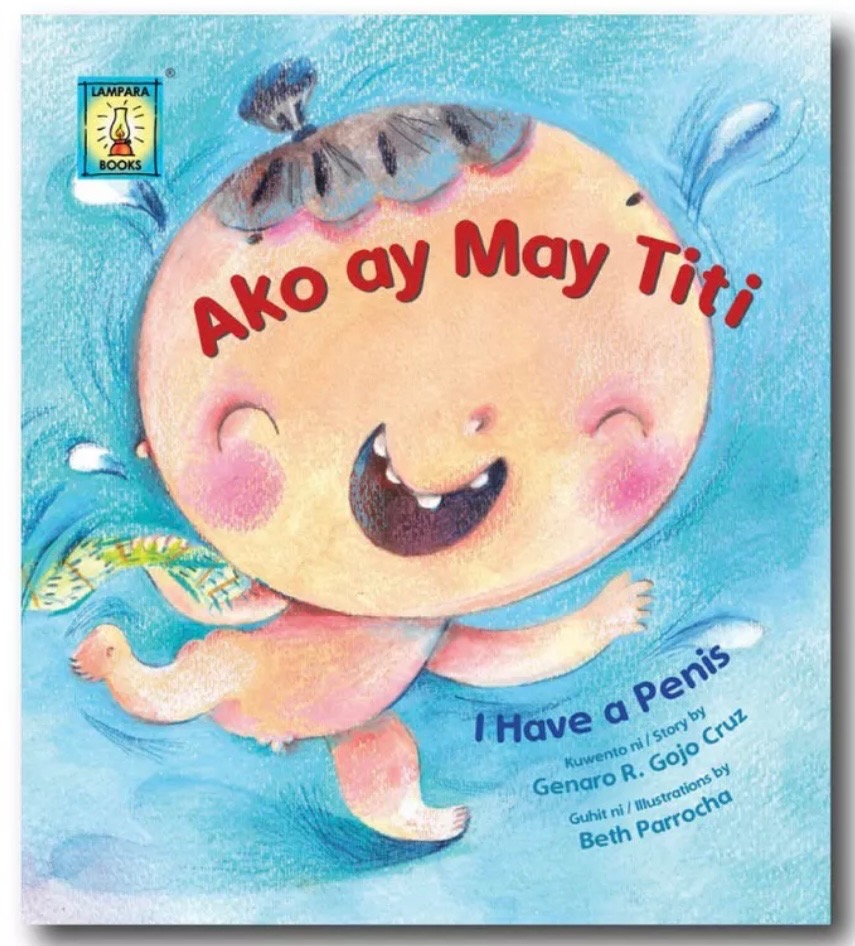 LAMPARA
BOOKS
®
Ako ay May Titi
I Have a Penis
Kuwento ni / Story by
Genaro R. Gojo Cruz
Guhit ni / Illustrations by
Beth Parrocha